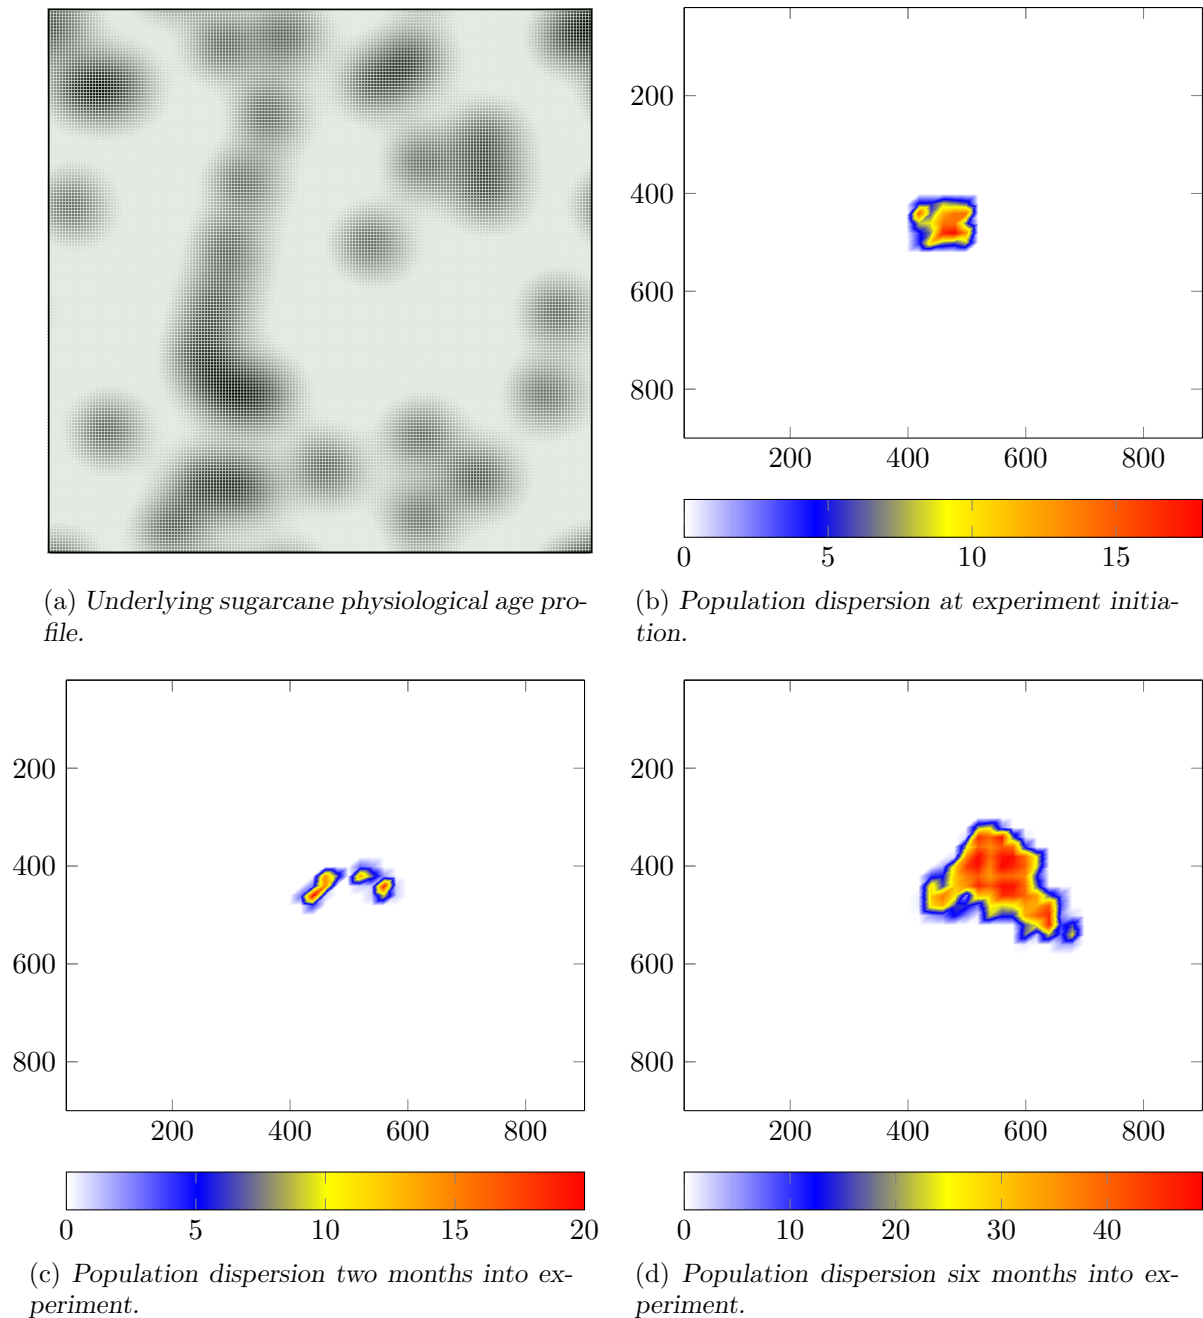 200
400
600
800
200 400 600 800
0 5 10 15
(a) Underlying sugarcane physiological age pro-
file.
(b) Population dispersion at experiment initia-
tion.
200
400
600
800
200 400 600 800
0 5 10 15 20
(c) Population dispersion two months into ex-
periment.
200
400
600
800
200 400 600 800
0 10 20 30 40
(d) Population dispersion six months into ex-
periment.